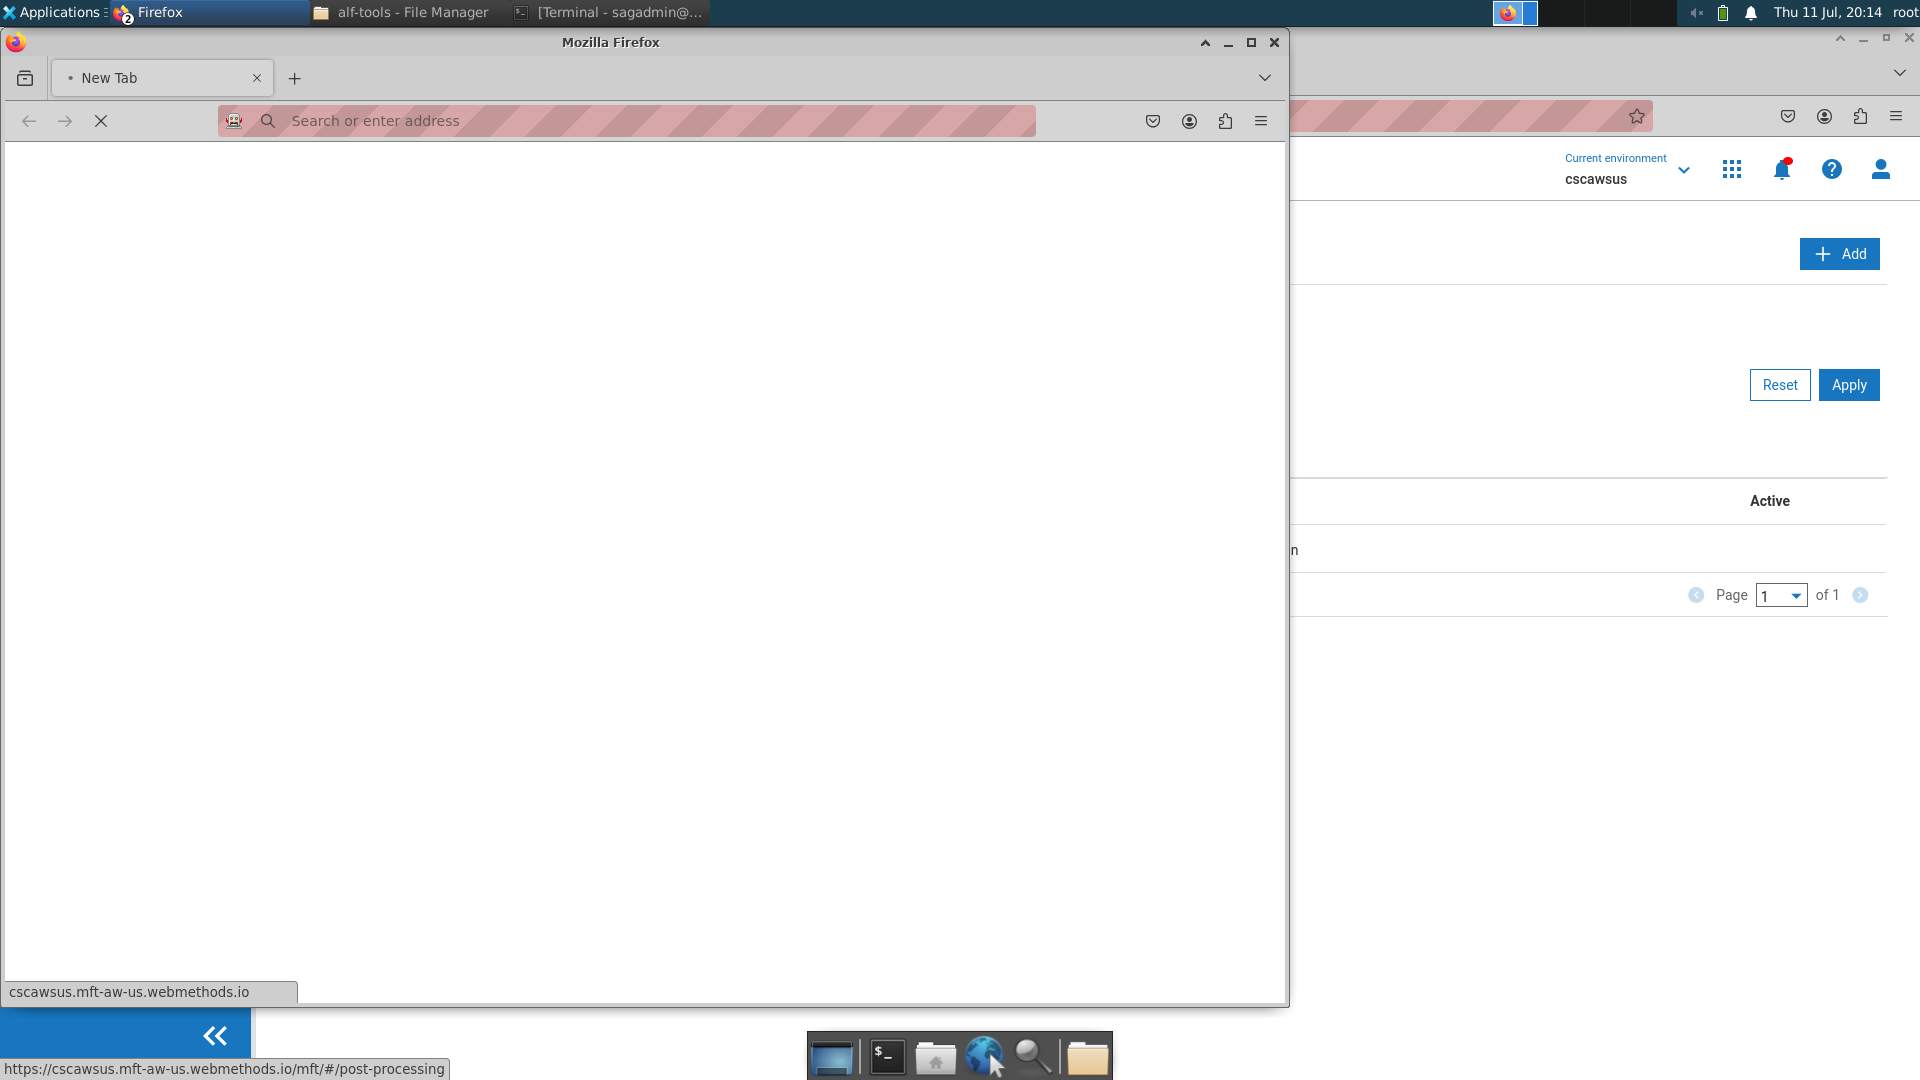 Applications
Firefox
2
alf-tools - File Manager
[Terminal - sagadmin@...
Thu 11 Jul, 20:14
root
Mozilla Firefox
New Tab
Search or enter address
Current environment
cscawsus
Add
Reset
Apply
Active
n
Page
1
of 1
cscawsus.mft-aw-us.webmethods.io
https://cscawsus.mft-aw-us.webmethods.io/mft/#/post-processing
$_